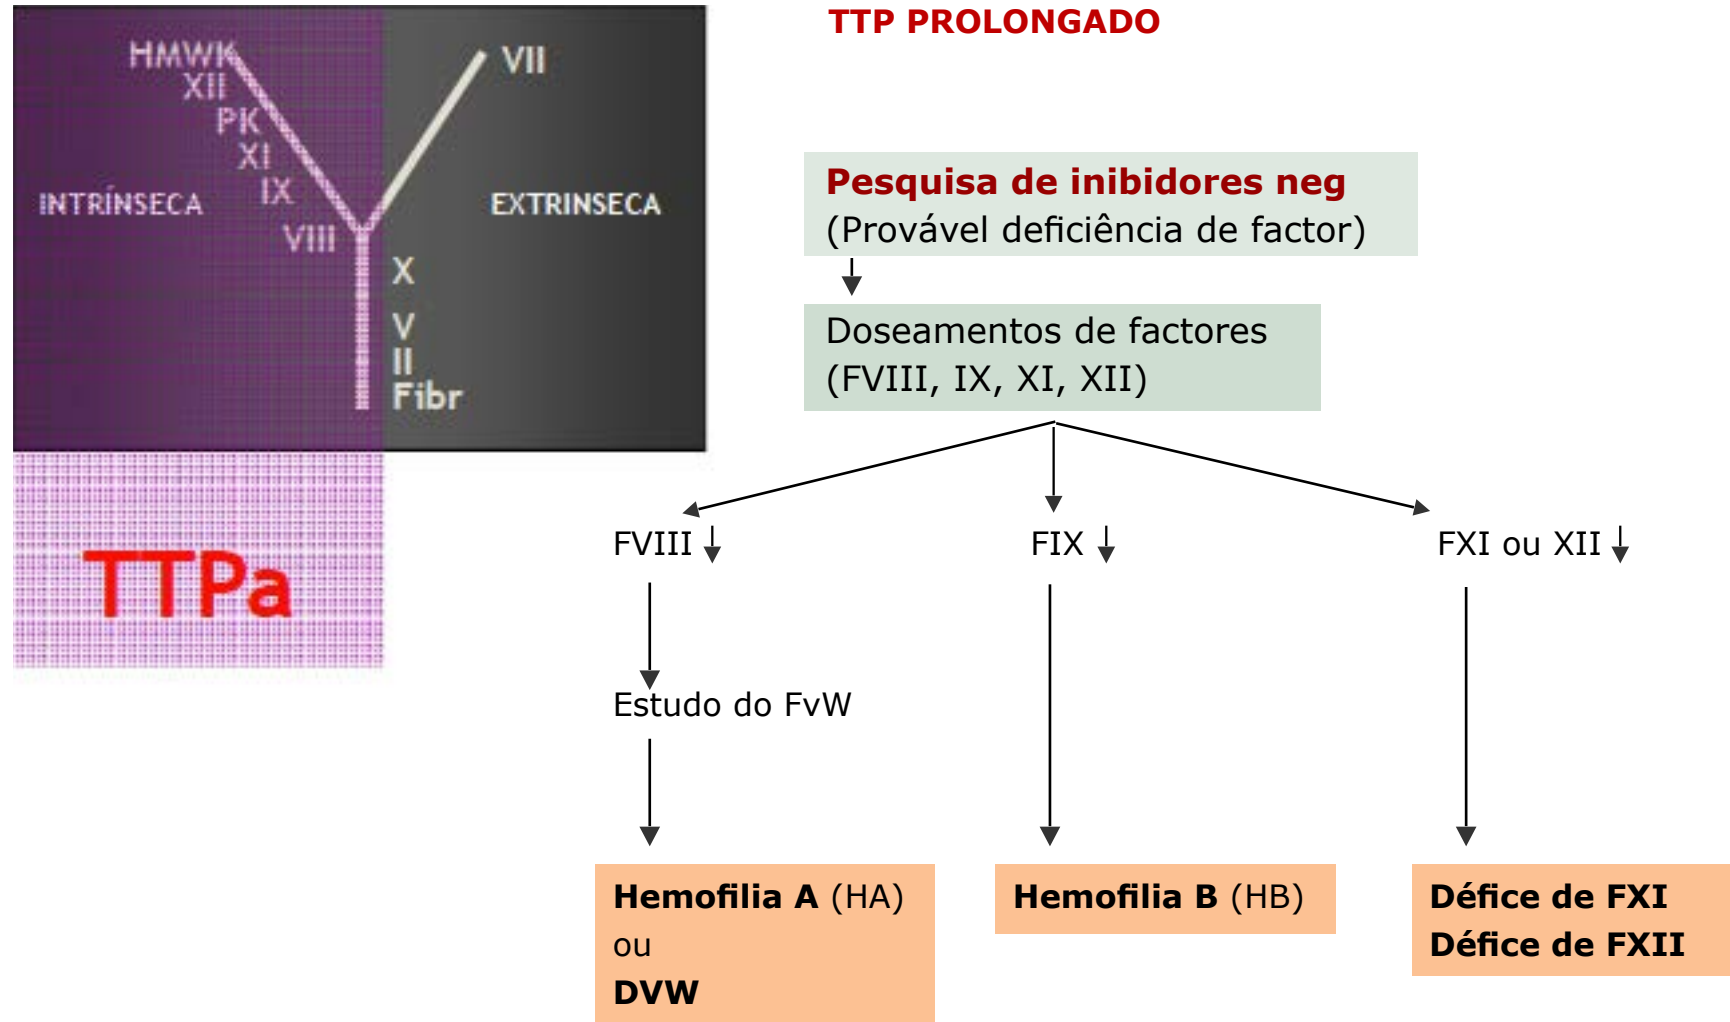 TTP PROLONGADO
HMWK
XII
PK
XI
IX
VIII
INTRÍNSECA
VII
EXTRINSECA
X
V
II
Fibr
TTPa
Pesquisa de inibidores neg
(Provável deficiência de factor)
Doseamentos de factores
(FVIII, IX, XI, XII)
FVIII ↓
FIX ↓
FXI ou XII ↓
Estudo do FvW
Hemofilia A (HA)
ou
DVW
Hemofilia B (HB)
Défice de FXI
Défice de FXII